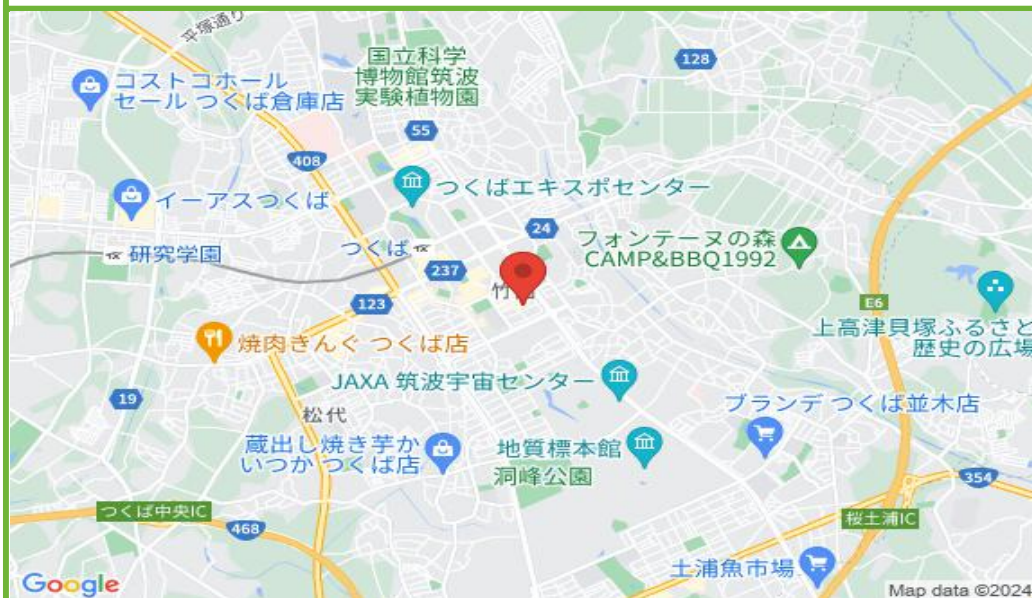 平塚通り
国立科学
博物館筑波
実験植物園
128
コストコホール
セール つくば倉庫店
55
408
つくばエキスポセンター
イーアスつくば
24
フォンテーヌの森
CAMP&BBQ1992
つくば
研究学園
237
竹
123
E6
上高津貝塚ふるさと
歴史の広場
焼肉きんぐ つくば店
JAXA 筑波宇宙センター
19
ブランデ つくば並木店
松代
蔵出し焼き芋か
いつか つくば店
地質標本館
洞峰公園
354
つくば中央IC
468
桜土浦IC
土浦魚市場
Google
Map data ©2024